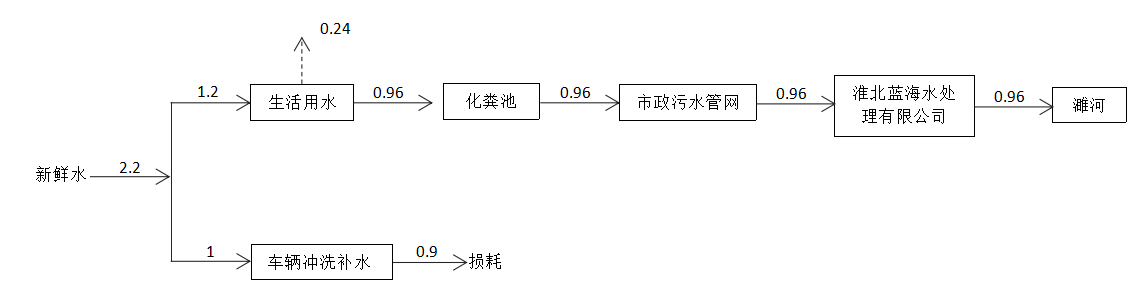 0.24
1.2
生活用水
0.96
化粪池
0.96
市政污水管网
0.96
淮北蓝海水处
理有限公司
0.96
濉河
新鲜水
2.2
1
车辆冲洗补水
0.9
损耗